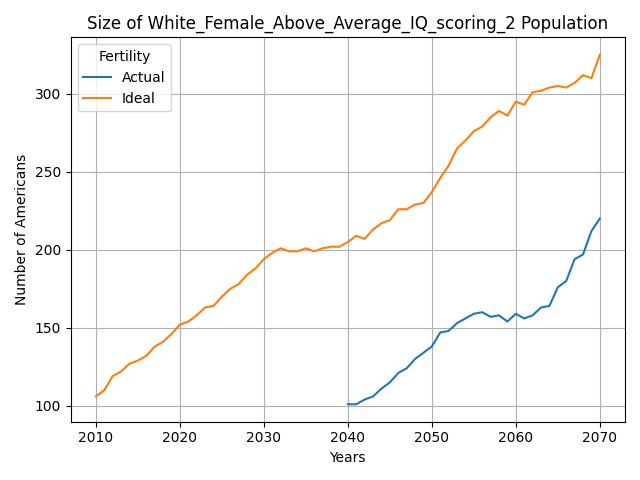 Size of White_Female_Above_Average_IQ_scoring_2 Population
Fertility
Actual
Ideal
Number of Americans
300
250
200
150
100
2010 2020 2030 2040 2050 2060 2070
Years